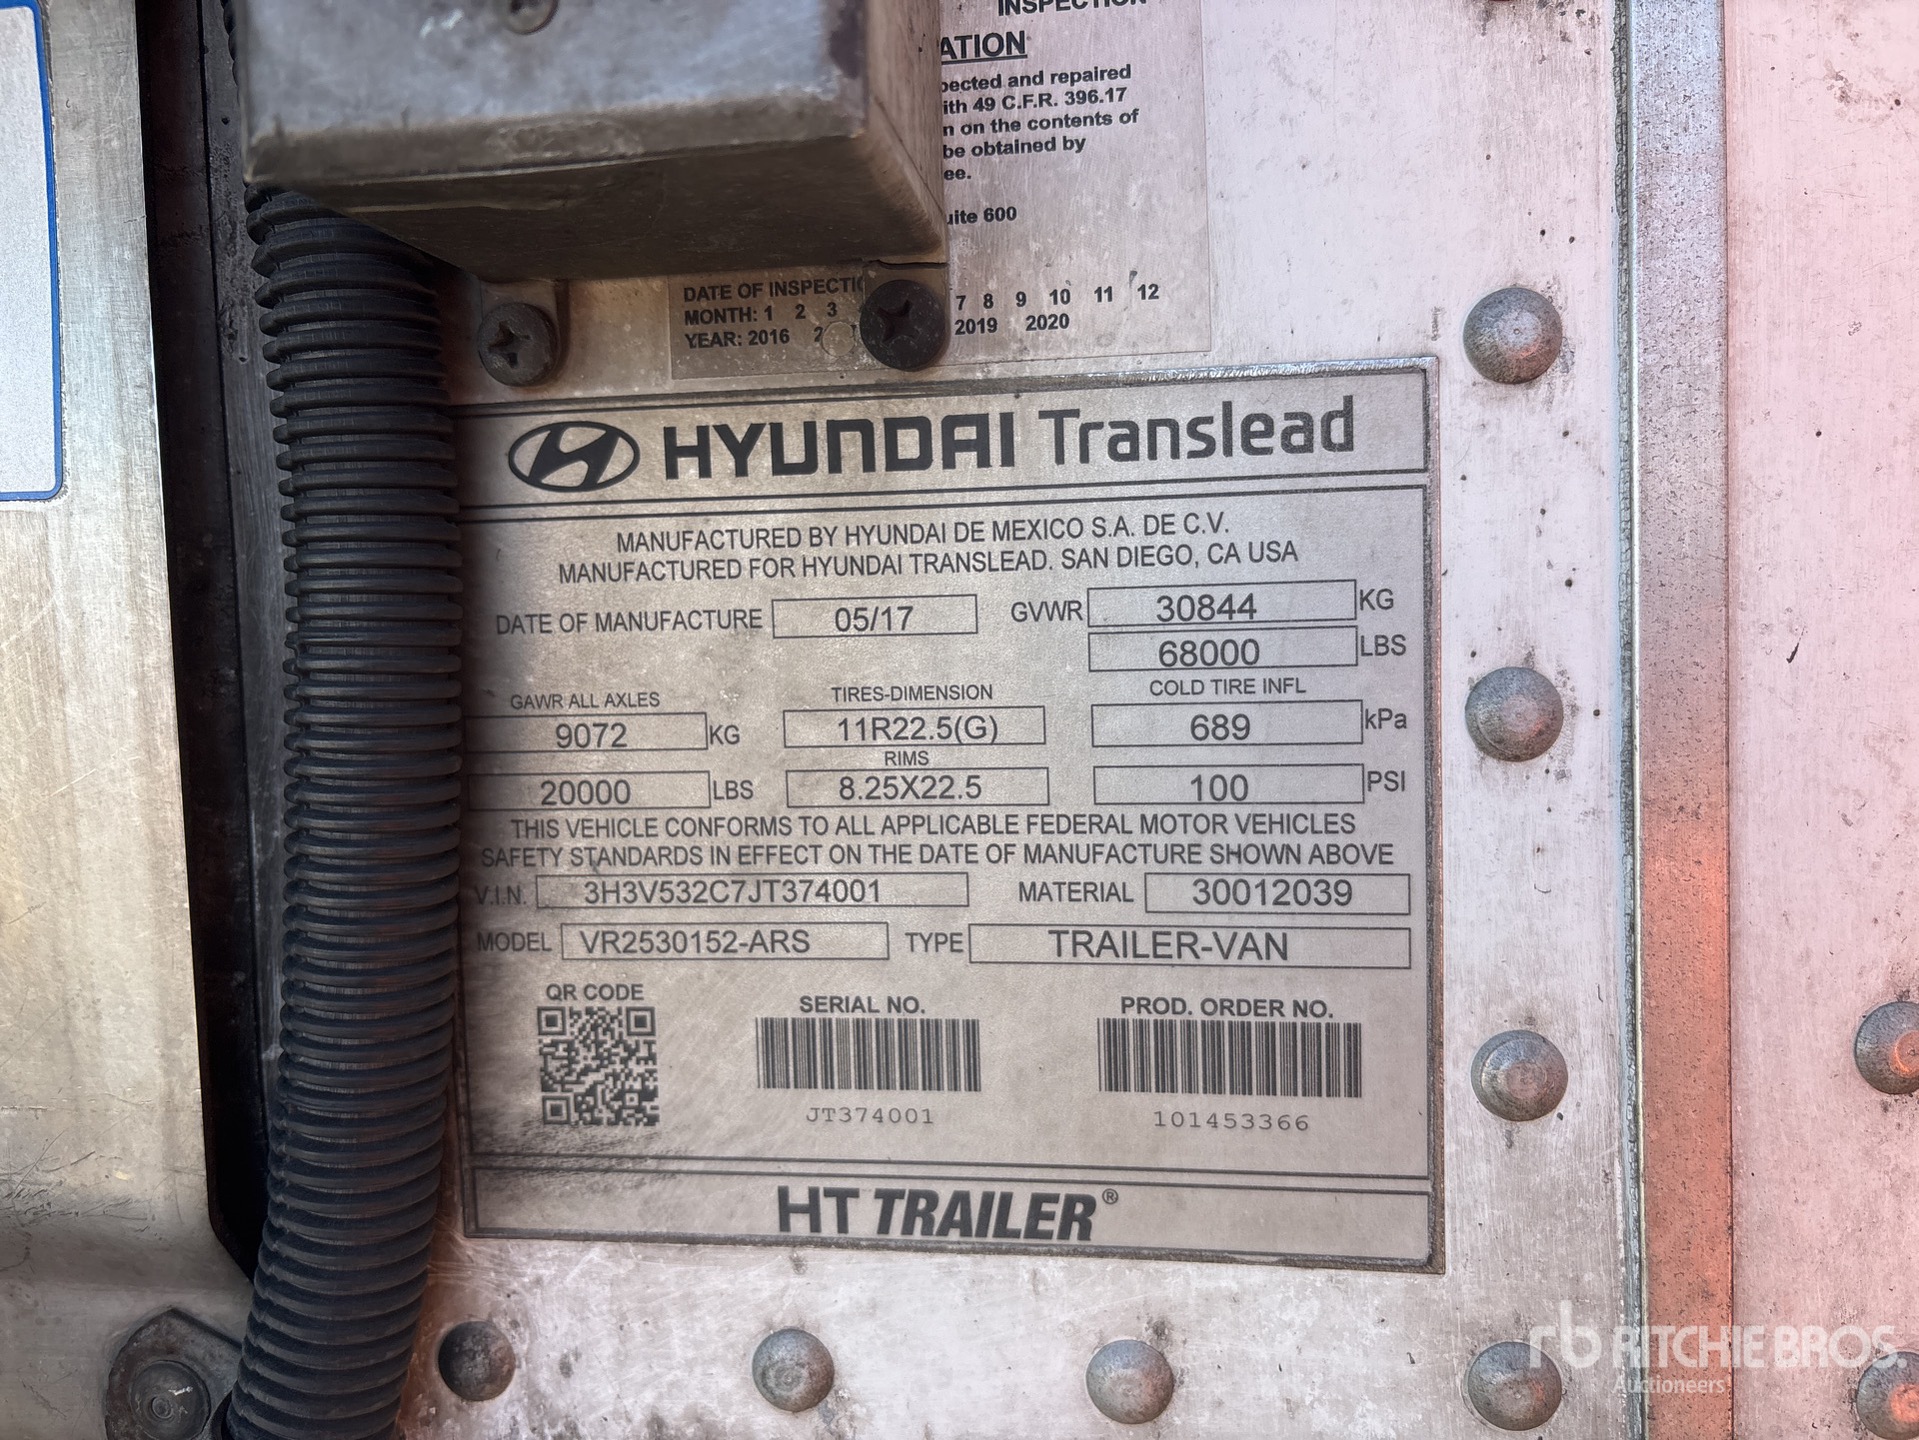 INSPECTION
and repaired
49 C.F.R. 396.17
on the contents of
be obtained by
600
DATE OF
MONTH: 1 2 3 7 8 9 10 11 12
YEAR: 2016 2019 2020
HYUNDAI Translead
MANUFACTURED BY HYUNDAI DE MEXICO S.A. DE C.V.
MANUFACTURED FOR HYUNDAI TRANSLEAD. SAN DIEGO, CA USA
DATE OF MANUFACTURE 05/17 GVWR 30844 KG
68000 LBS
GAWR ALL AXLES TIRES-DIMENSION COLD TIRE INFL
9072 KG 11R22.5(G) 689 kPa
RIMS
20000 LBS 8.25X22.5 100 PSI
THIS VEHICLE CONFORMS TO ALL APPLICABLE FEDERAL MOTOR VEHICLES
SAFETY STANDARDS IN EFFECT ON THE DATE OF MANUFACTURE SHOWN ABOVE
V.I.N. 3H3V532C7JT374001 MATERIAL 30012039
MODEL VR2530152-ARS TYPE TRAILER-VAN
QR CODE SERIAL NO. PROD. ORDER NO.
JT374001 101453366
HT TRAILER®
rb RITCHIE BROS.
Auctioneers